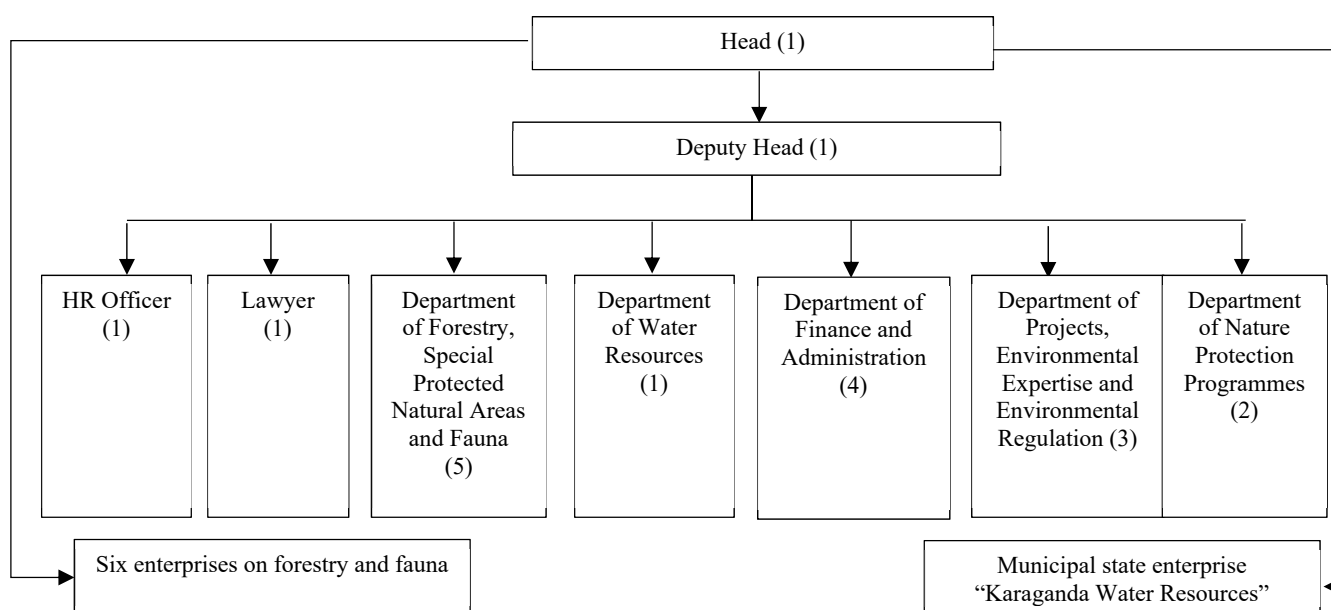 Head (1)
Deputy Head (1)
HR Officer
(1)
Lawyer
(1)
Department
of Forestry,
Special
Protected
Natural Areas
and Fauna
(5)
Department
of Water
Resources
(1)
Department of
Finance and
Administration
(4)
Department of
Projects,
Environmental
Expertise and
Environmental
Regulation (3)
Department
of Nature
Protection
Programmes
(2)
Six enterprises on forestry and fauna
Municipal state enterprise
“Karaganda Water Resources”